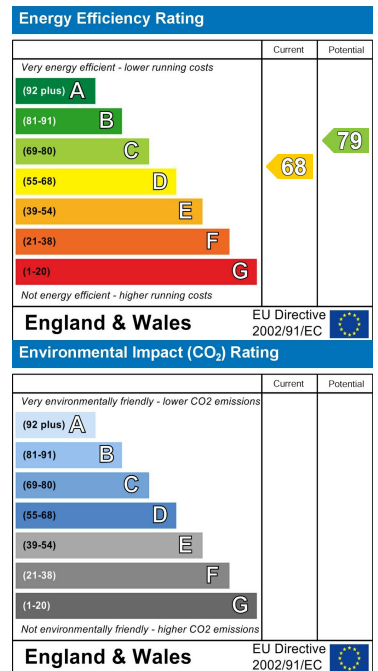 Energy Efficiency Rating
Current Potential
Very energy efficient - lower running costs
(92 plus) A
(81-91) B
(69-80) C
(55-68) D
(39-54) E
(21-38) F
(1-20) G
68
79
Not energy efficient - higher running costs
England & Wales
EU Directive
2002/91/EC
Environmental Impact (CO₂) Rating
Current Potential
Very environmentally friendly - lower CO2 emissions
(92 plus) A
(81-91) B
(69-80) C
(55-68) D
(39-54) E
(21-38) F
(1-20) G
Not environmentally friendly - higher CO2 emissions
England & Wales
EU Directive
2002/91/EC